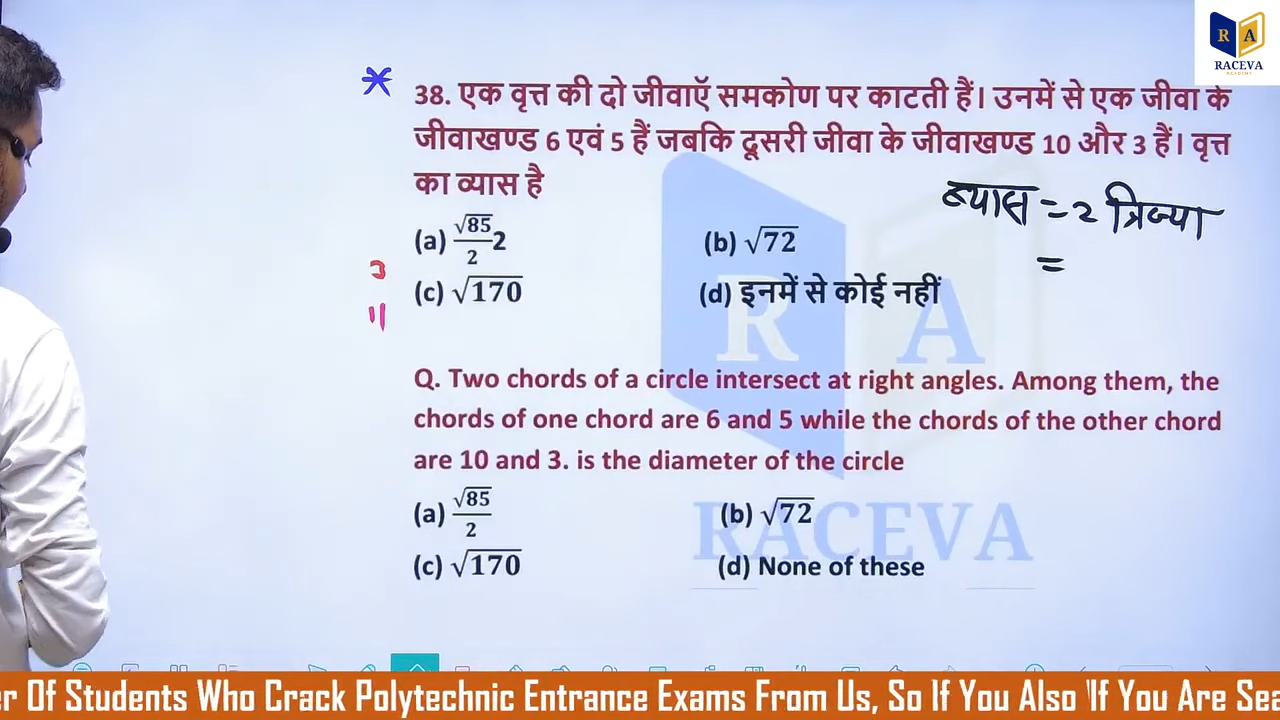 RA
RACEVA
ACADEMY
38. एक वृत्त की दो जीवाएॅ समकोण पर काटती हैं। उनमें से एक जीवा के
जीवाखण्ड 6 एवं 5 हैं जबकि दूसरी जीवा के जीवाखण्ड 10 और 3 हैं। वृत्त
का व्यास है
व्यास = 2 त्रिज्या
=
(a) √85/2 2 (b) √72
3
(c) √170 (d) इनमें से कोई नहीं
11
R A
Q. Two chords of a circle intersect at right angles. Among them, the
chords of one chord are 6 and 5 while the chords of the other chord
are 10 and 3. is the diameter of the circle
(a) √85/2 (b) √72
RACEVA
(c) √170 (d) None of these
Of Students Who Crack Polytechnic Entrance Exams From Us, So If You Also If You Are